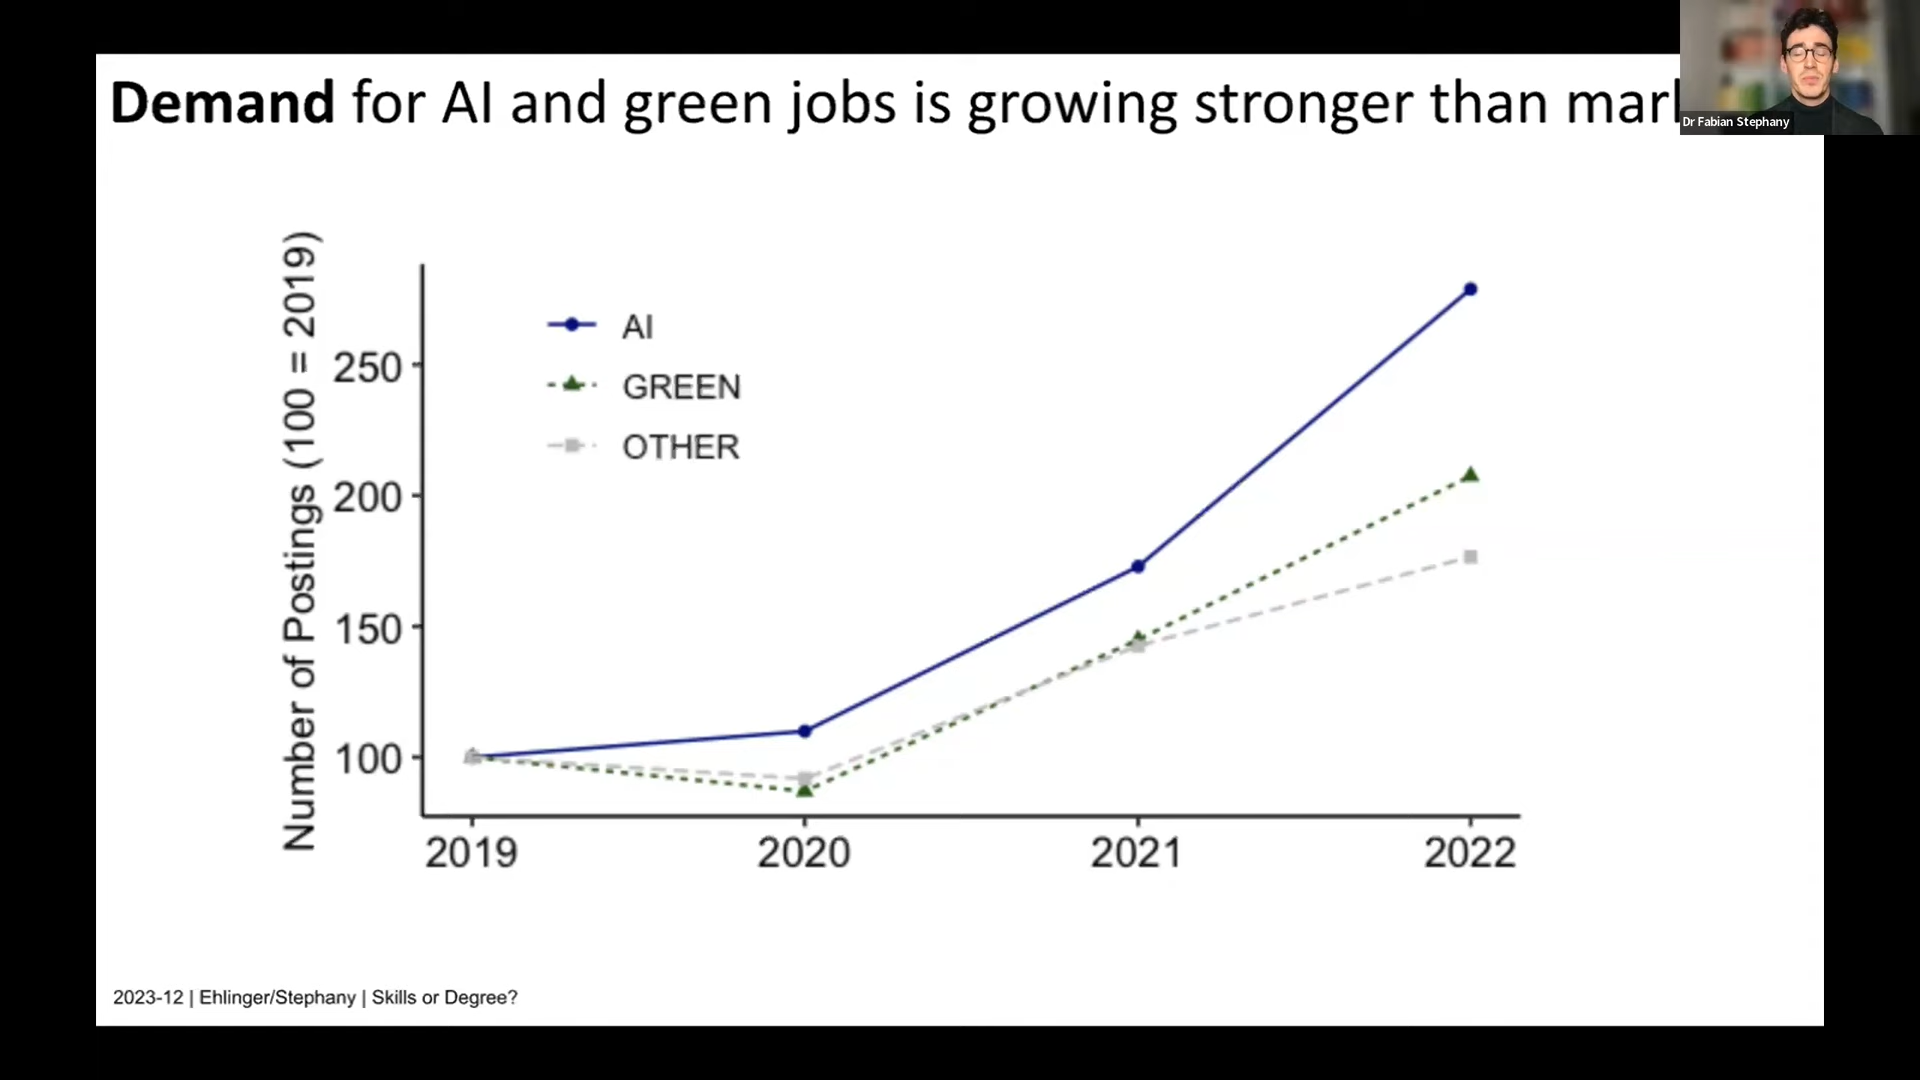 Demand for AI and green jobs is growing stronger than
Dr Fabian Stephany
Number of Postings (100 = 2019)
AI
GREEN
OTHER
250
200
150
100
2019 2020 2021 2022
2023-12 | Ehlinger/Stephany | Skills or Degree?